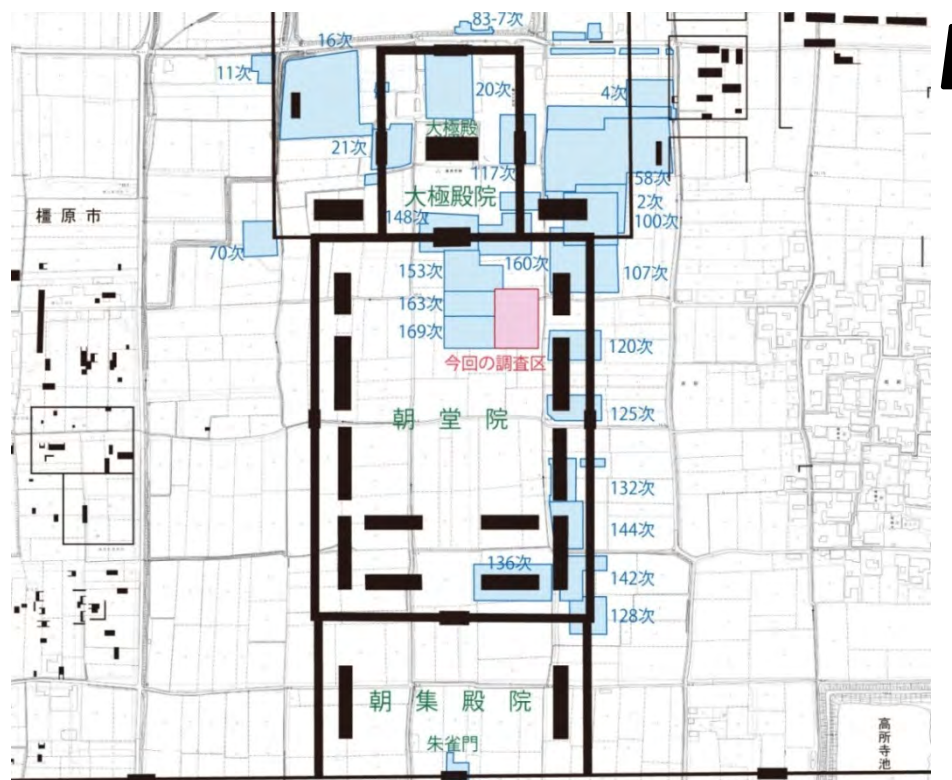 83-7次
16次
11次
20次
4次
大極殿
21次
117次
58次
大極殿院
2次
橿原市
148次
100次
70次
153次
160次
107次
163次
169次
120次
今回の調査区
125次
朝堂院
132次
144次
136次
142次
128次
朝集殿院
朱雀門
高所寺池